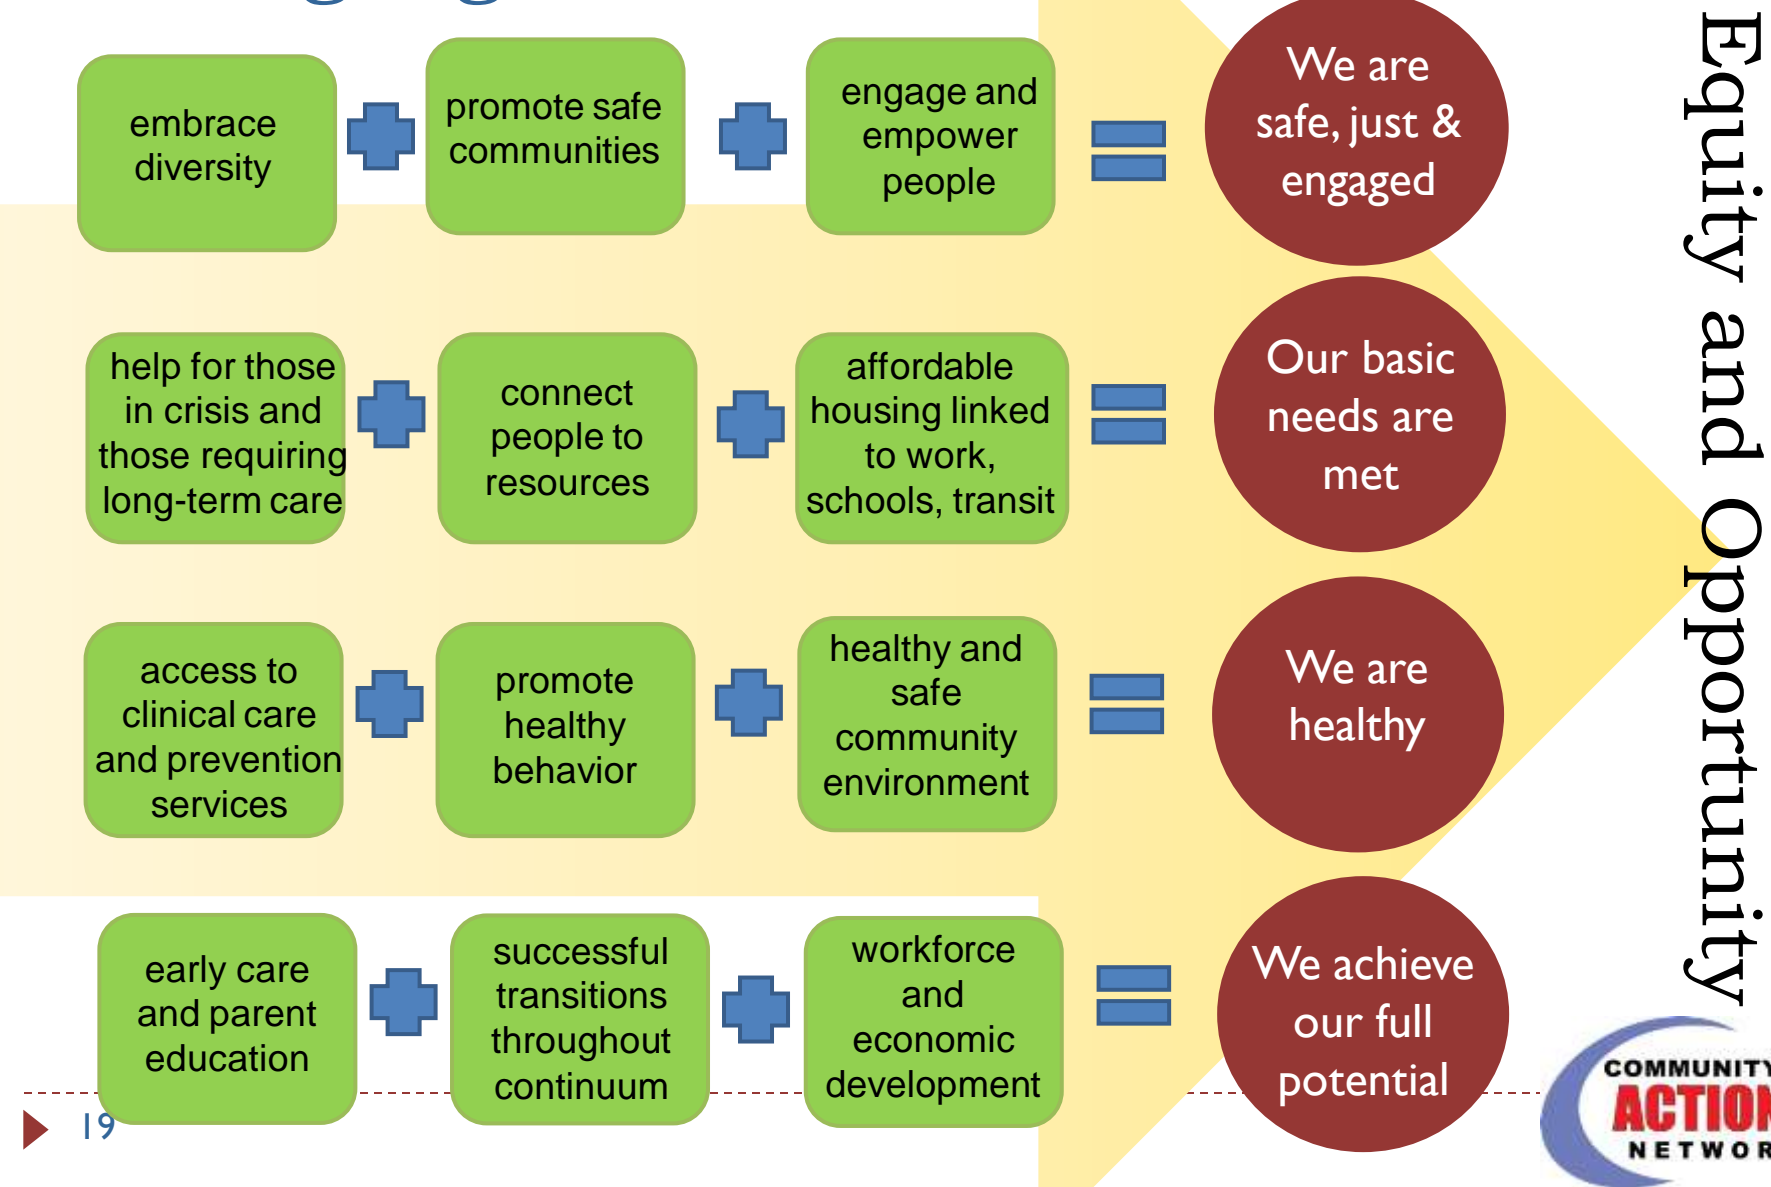 embrace
diversity
promote safe
communities
engage and
empower
people
We are
safe, just &
engaged
help for those
in crisis and
those requiring
long-term care
connect
people to
resources
affordable
housing linked
to work,
schools, transit
Our basic
needs are
met
access to
clinical care
and prevention
services
promote
healthy
behavior
healthy and
safe
community
environment
We are
healthy
early care
and parent
education
successful
transitions
throughout
continuum
workforce
and
economic
development
We achieve
our full
potential
Equity and Opportunity
19
COMMUNITY
ACTION
NETWOR